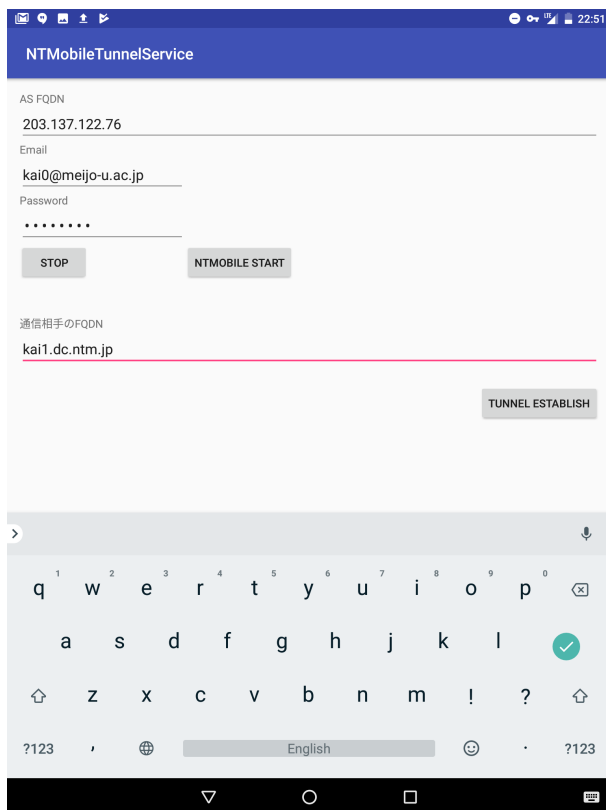 LTE 22:51
NTMobileTunnelService
AS FQDN
203.137.122.76
Email
kai0@meijo-u.ac.jp
Password
••••••••
STOP NTMOBILE START
通信相手のFQDN
kai1.dc.ntm.jp
TUNNEL ESTABLISH
1 2 3 4 5 6 7 8 9 0
q w e r t y u i o p
a s d f g h j k l
z x c v b n m ! ?
?123 , English . ?123